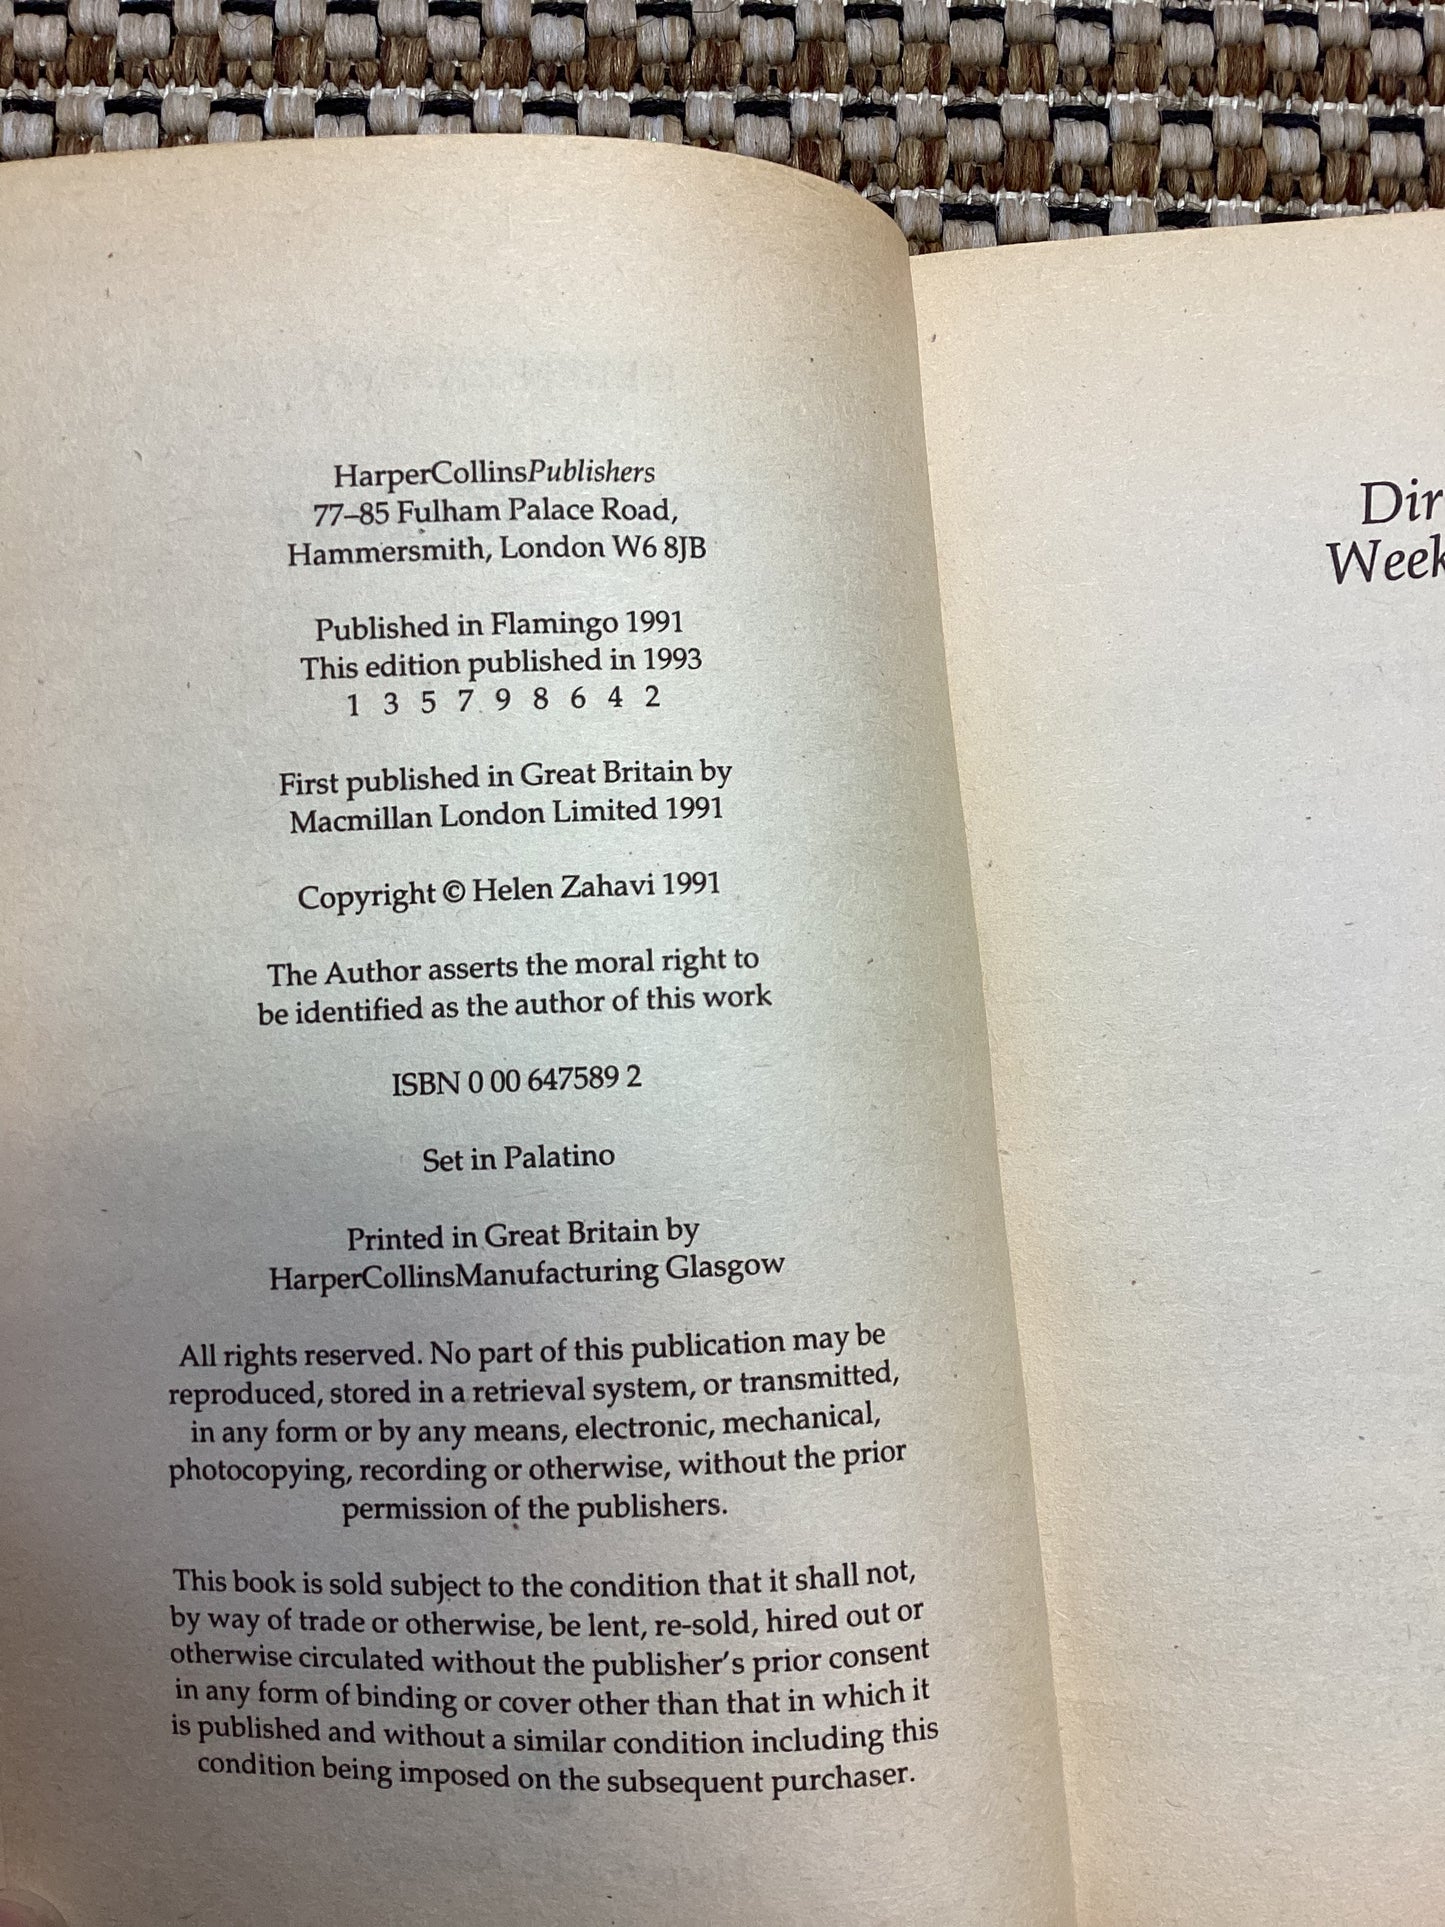 HarperCollinsPublishers
77–85 Fulham Palace Road,
Hammersmith, London W6 8JB
Published in Flamingo 1991
This edition published in 1993
1 3 5 7 9 8 6 4 2
First published in Great Britain by
Macmillan London Limited 1991
Copyright © Helen Zahavi 1991
The Author asserts the moral right to
be identified as the author of this work
ISBN 0 00 647589 2
Set in Palatino
Printed in Great Britain by
HarperCollinsManufacturing Glasgow
All rights reserved. No part of this publication may be
reproduced, stored in a retrieval system, or transmitted,
in any form or by any means, electronic, mechanical,
photocopying, recording or otherwise, without the prior
permission of the publishers.
This book is sold subject to the condition that it shall not,
by way of trade or otherwise, be lent, re-sold, hired out or
otherwise circulated without the publisher's prior consent
in any form of binding or cover other than that in which it
is published and without a similar condition including this
condition being imposed on the subsequent purchaser.
Dir
Week